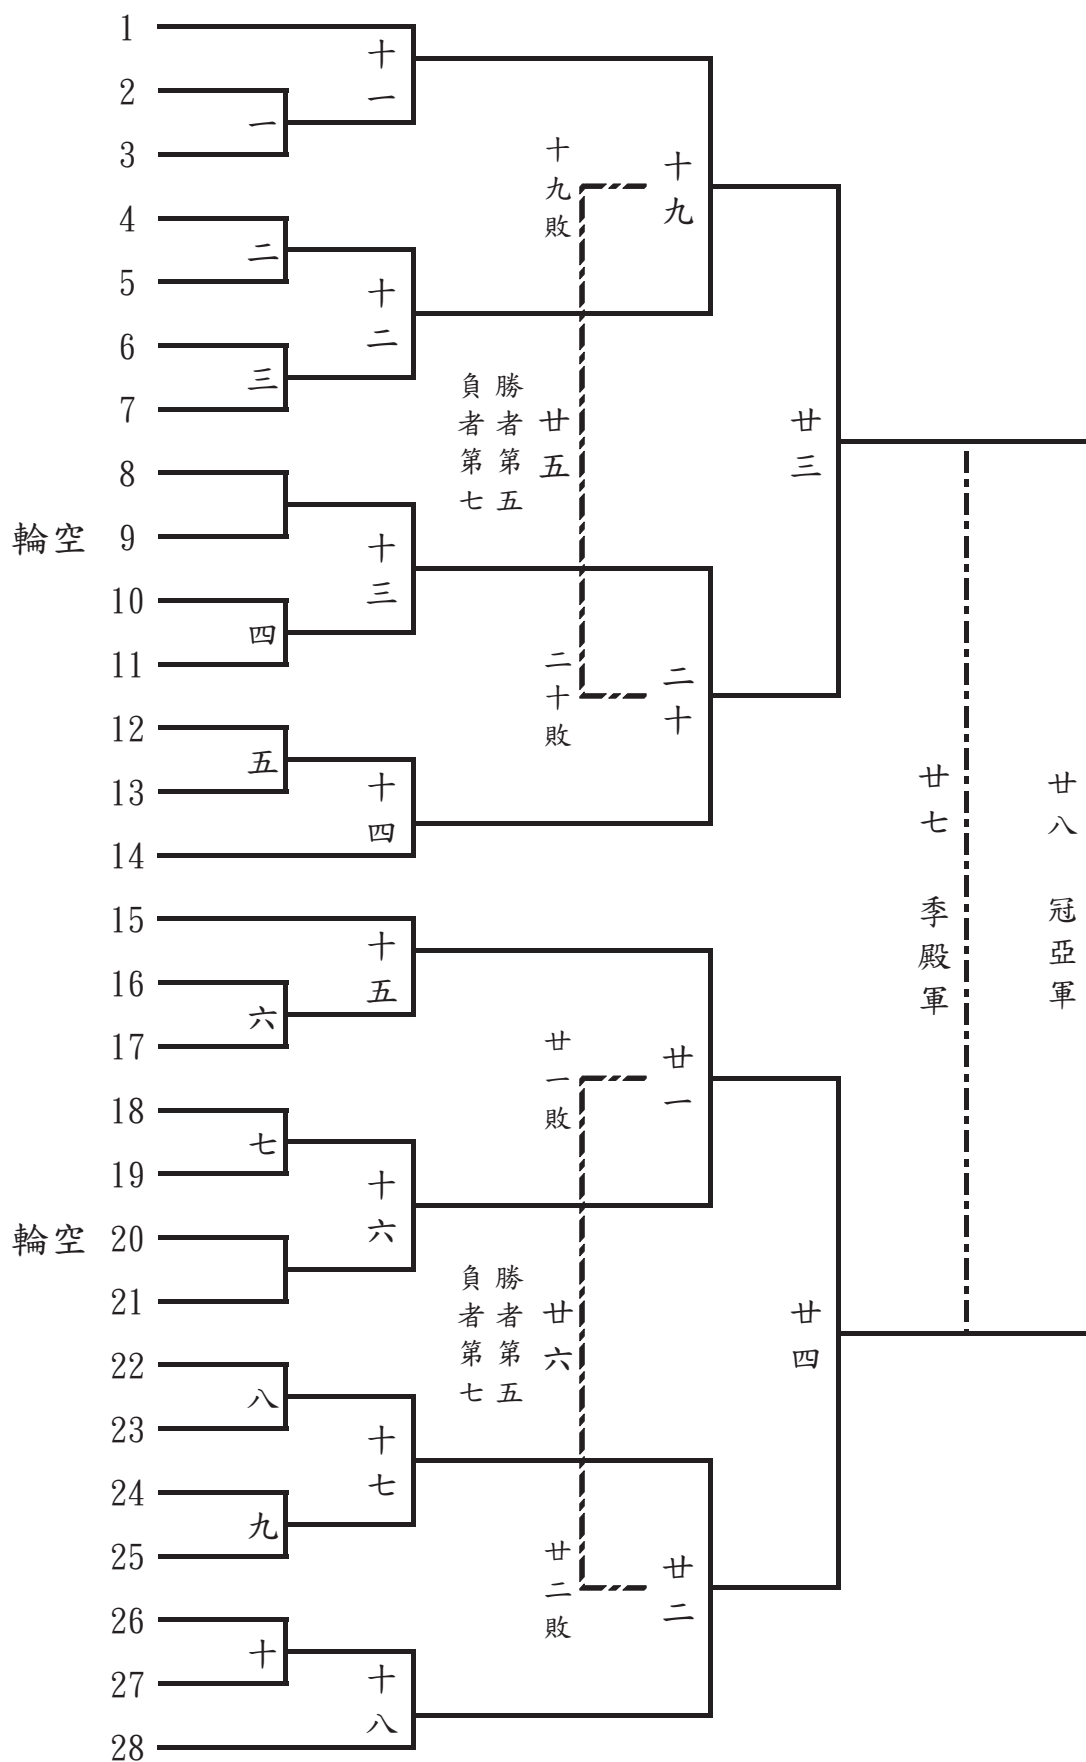 1
2
3
4
5
6
7
8
輪空 9
10
11
12
13
14
15
16
17
18
19
輪空 20
21
22
23
24
25
26
27
28
一
二
三
四
五
六
七
八
九
十
十一
十二
十三
十四
十五
十六
十七
十八
十九敗
勝者第五
負者第七
廿五
二十敗
廿一敗
勝者第五
負者第七
廿六
廿二敗
十九
二十
廿一
廿二
廿三
廿四
廿七 季殿軍
廿八 冠亞軍